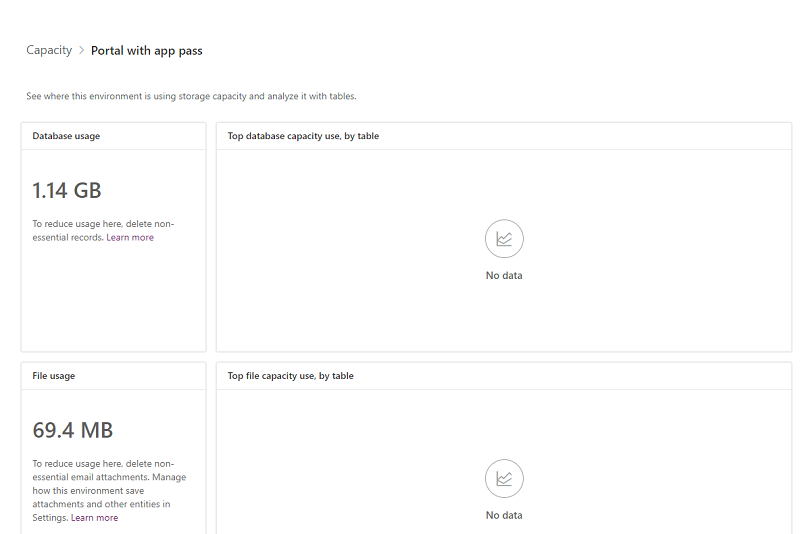 Capacity > Portal with app pass
See where this environment is using storage capacity and analyze it with tables.
Database usage
1.14 GB
To reduce usage here, delete non-
essential records. Learn more
Top database capacity use, by table
No data
File usage
69.4 MB
To reduce usage here, delete non-
essential email attachments. Manage
how this environment save
attachments and other entities in
Settings. Learn more
Top file capacity use, by table
No data